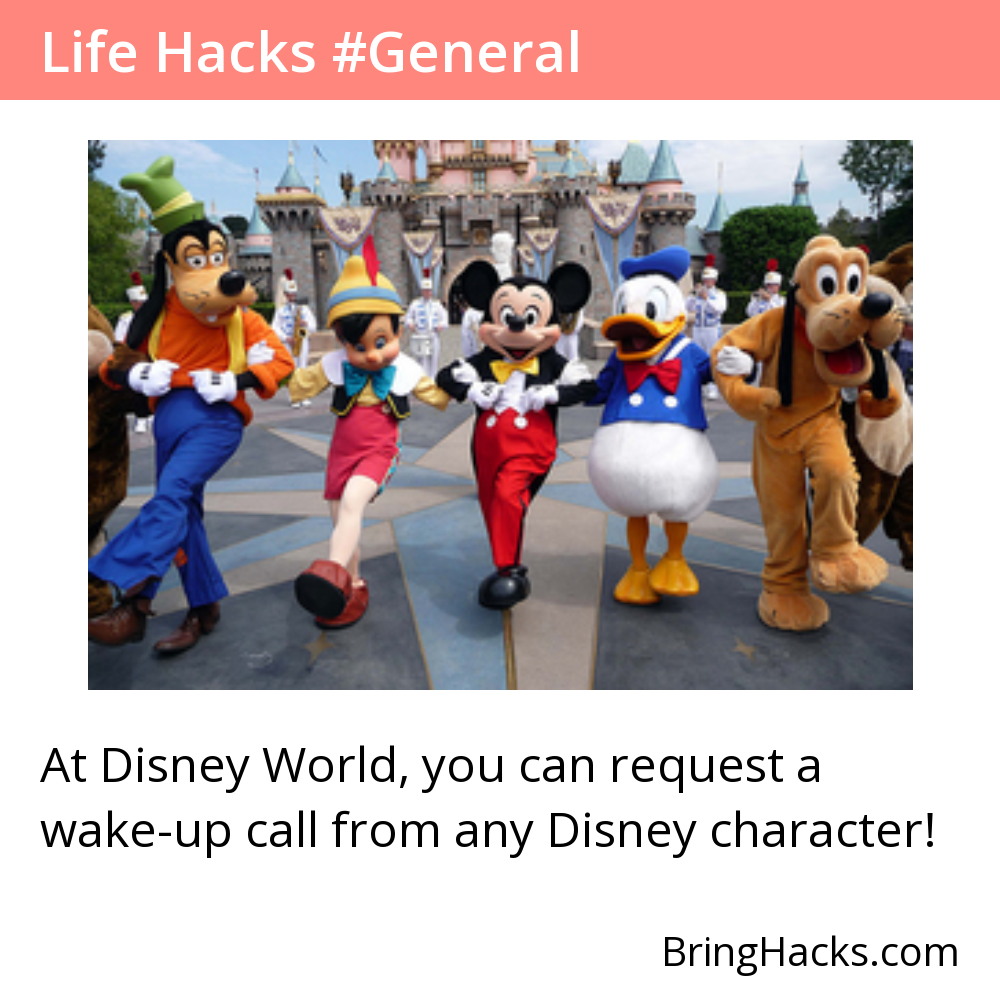 Life Hacks #General
At Disney World, you can request a
wake-up call from any Disney character!
BringHacks.com